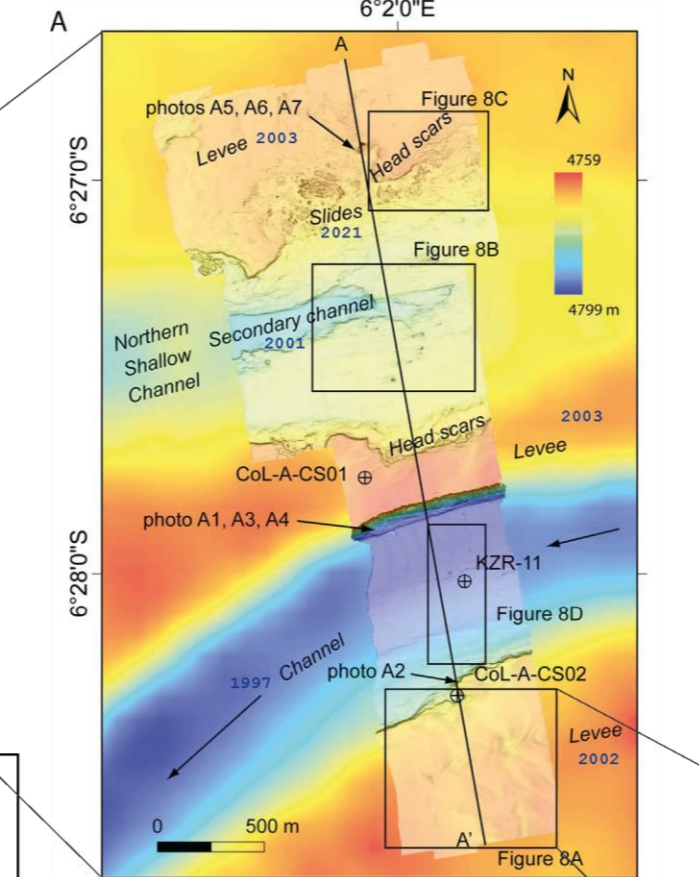 A
6°2'0"E
A
N
photos A5, A6, A7
Figure 8C
Levee 2003
Head scars
4759
6°27'0"S
Slides
2021
Figure 8B
4799 m
Northern
Shallow
Channel
Secondary channel
2001
2003
Head scars
Levee
CoL-A-CS01
photo A1, A3, A4
KZR-11
6°28'0"S
Figure 8D
Channel
1997
photo A2
CoL-A-CS02
Levee
2002
0
500 m
A'
Figure 8A